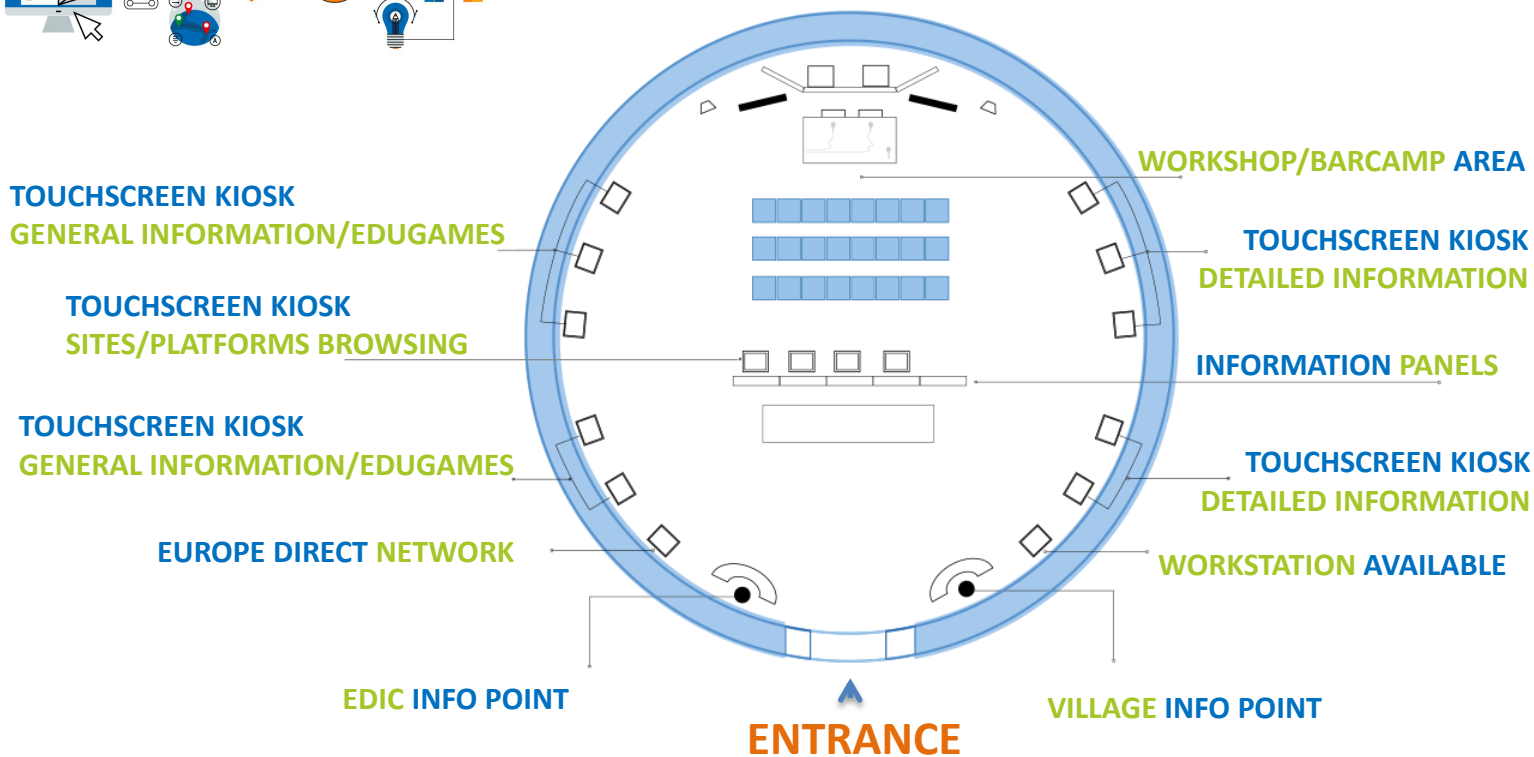 WORKSHOP/BARCAMP AREA
TOUCHSCREEN KIOSK
GENERAL INFORMATION/EDUGAMES
TOUCHSCREEN KIOSK
DETAILED INFORMATION
TOUCHSCREEN KIOSK
SITES/PLATFORMS BROWSING
INFORMATION PANELS
TOUCHSCREEN KIOSK
GENERAL INFORMATION/EDUGAMES
TOUCHSCREEN KIOSK
DETAILED INFORMATION
EUROPE DIRECT NETWORK
WORKSTATION AVAILABLE
EDIC INFO POINT
VILLAGE INFO POINT
ENTRANCE